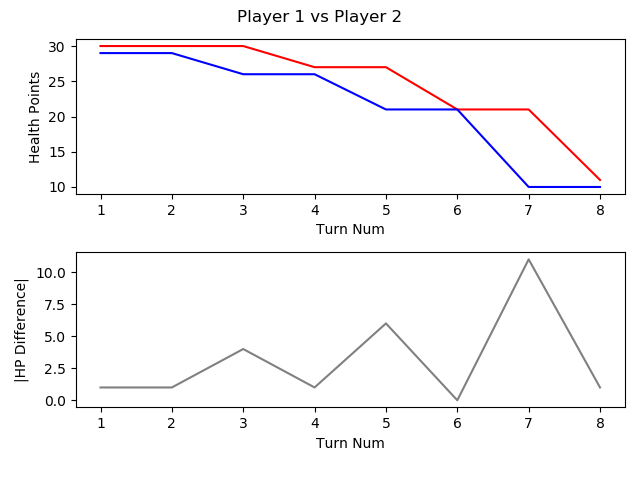 Player 1 vs Player 2
30
25
20
15
10
Health Points
1 2 3 4 5 6 7 8
Turn Num
10.0
7.5
5.0
2.5
0.0
|HP Difference|
1 2 3 4 5 6 7 8
Turn Num